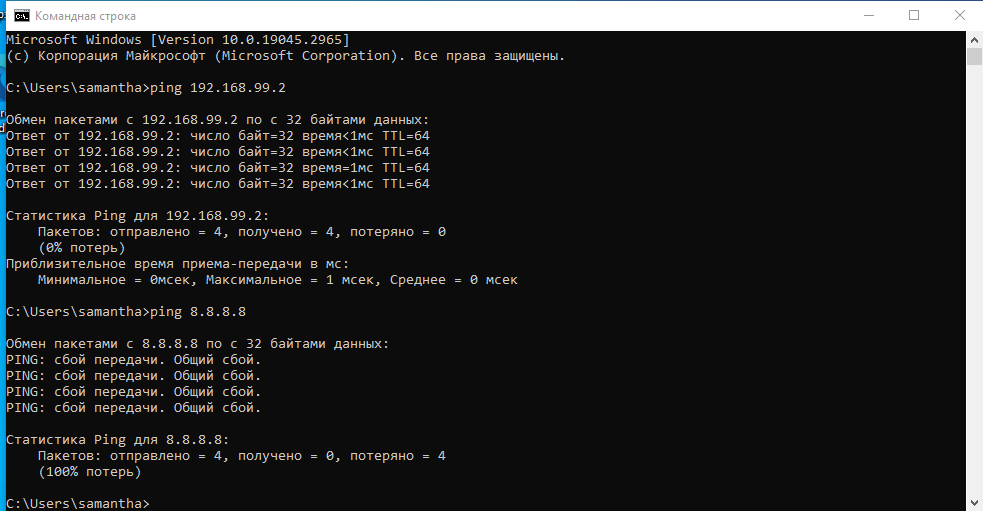 Командная строка
Microsoft Windows [Version 10.0.19045.2965]
(c) Корпорация Майкрософт (Microsoft Corporation). Все права защищены.
C:\Users\samantha>ping 192.168.99.2
Обмен пакетами с 192.168.99.2 по с 32 байтами данных:
Ответ от 192.168.99.2: число байт=32 время<1мс TTL=64
Ответ от 192.168.99.2: число байт=32 время<1мс TTL=64
Ответ от 192.168.99.2: число байт=32 время=1мс TTL=64
Ответ от 192.168.99.2: число байт=32 время<1мс TTL=64
Статистика Ping для 192.168.99.2:
Пакетов: отправлено = 4, получено = 4, потеряно = 0
(0% потерь)
Приблизительное время приема-передачи в мс:
Минимальное = 0мсек, Максимальное = 1 мсек, Среднее = 0 мсек
C:\Users\samantha>ping 8.8.8.8
Обмен пакетами с 8.8.8.8 по с 32 байтами данных:
PING: сбой передачи. Общий сбой.
PING: сбой передачи. Общий сбой.
PING: сбой передачи. Общий сбой.
PING: сбой передачи. Общий сбой.
Статистика Ping для 8.8.8.8:
Пакетов: отправлено = 4, получено = 0, потеряно = 4
(100% потерь)
C:\Users\samantha>